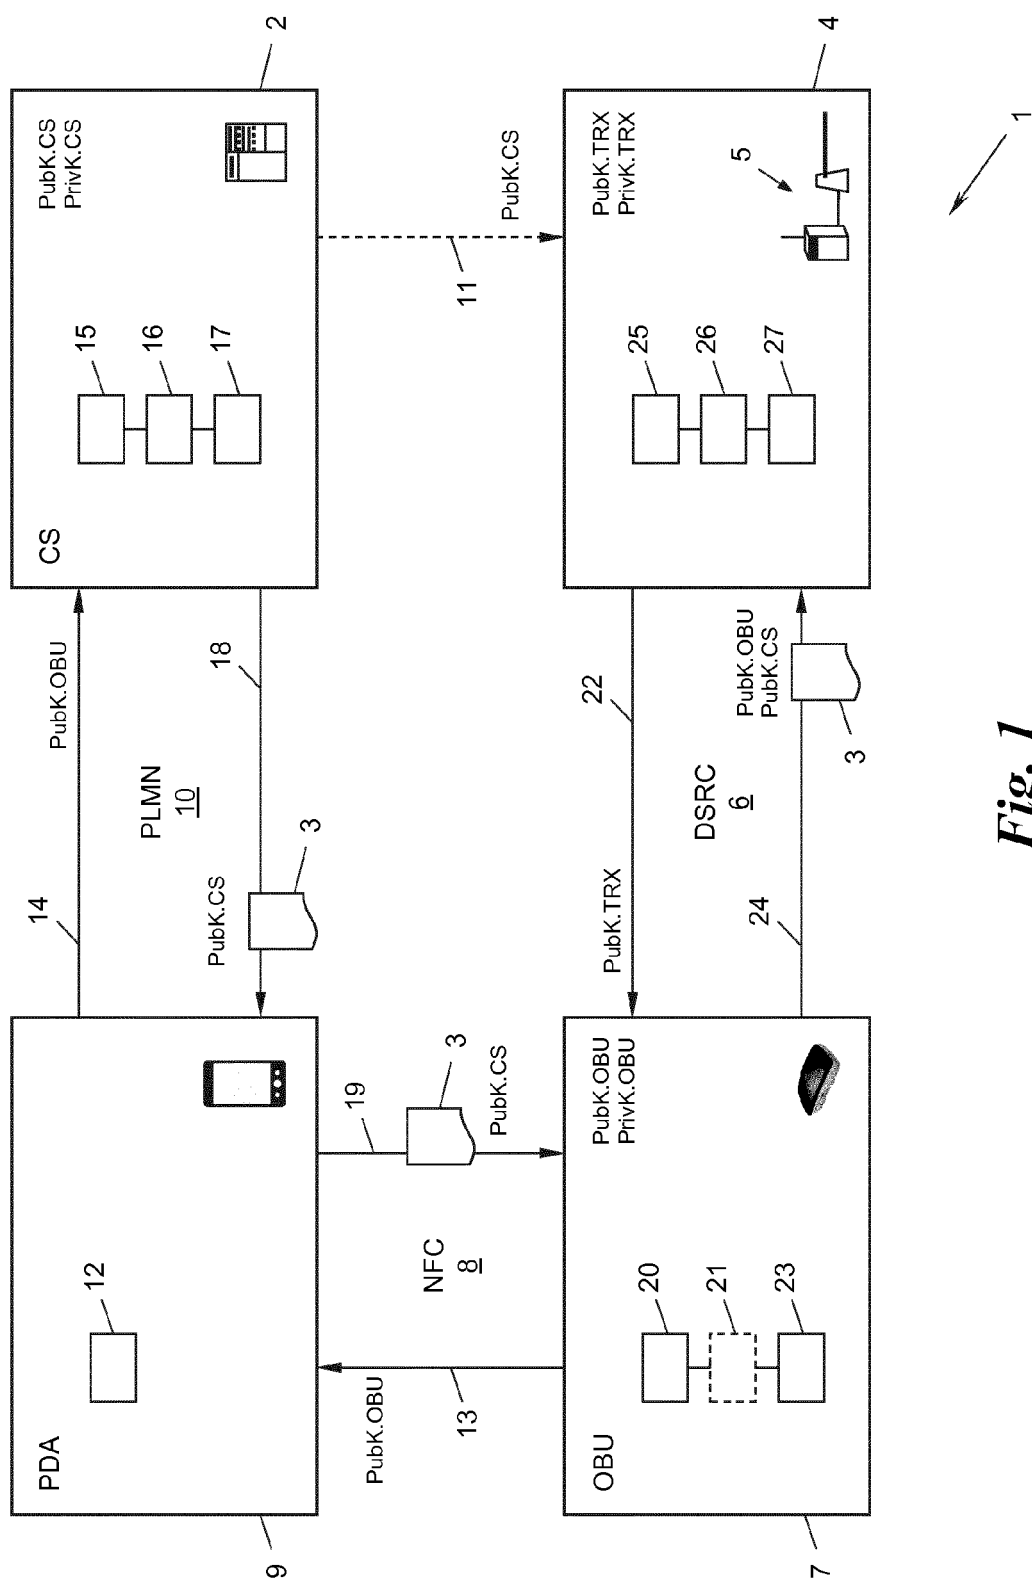 PDA
12
9
14
PubK.OBU
PLMN
10
18
PubK.CS
3
CS
15
16
17
PubK.CS
PrivK.CS
2
PubK.OBU
13
NFC
8
19
3
PubK.CS
11
PubK.CS
OBU
20
21
23
PubK.OBU
PrivK.OBU
7
22
PubK.TRX
DSRC
6
24
PubK.OBU
PubK.CS
3
25
26
27
PubK.TRX
PrivK.TRX
5
4
1
Fig. 1